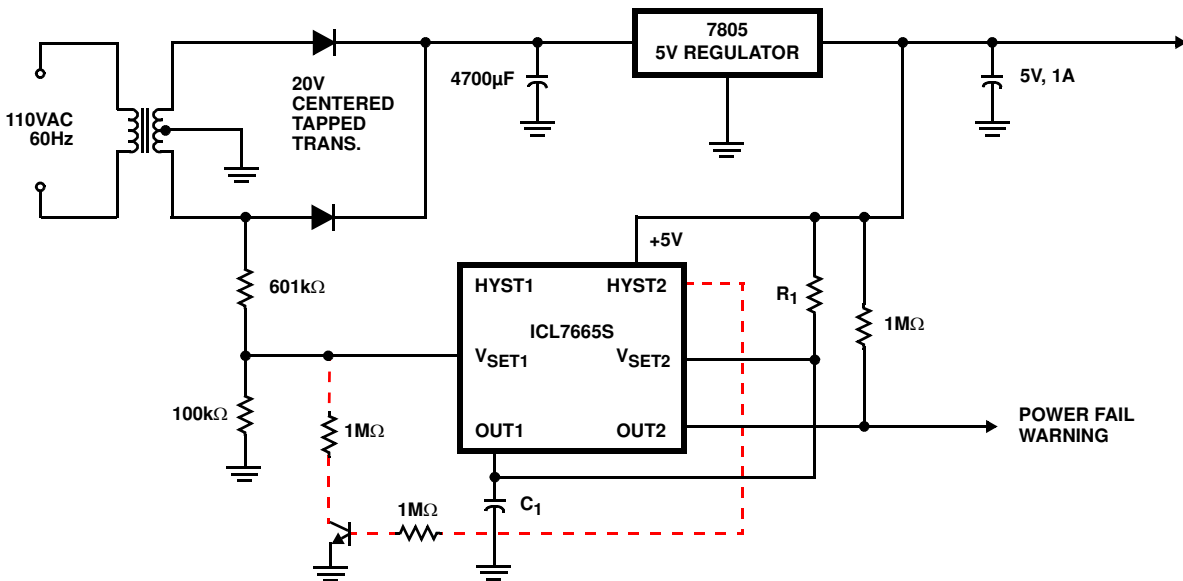 7805
5V REGULATOR
20V
CENTERED
TAPPED
TRANS.
4700µF
5V, 1A
110VAC
60Hz
+5V
601kΩ
HYST1
HYST2
R1
1MΩ
ICL7665S
VSET1
VSET2
100kΩ
1MΩ
OUT1
OUT2
POWER FAIL
WARNING
1MΩ
C1